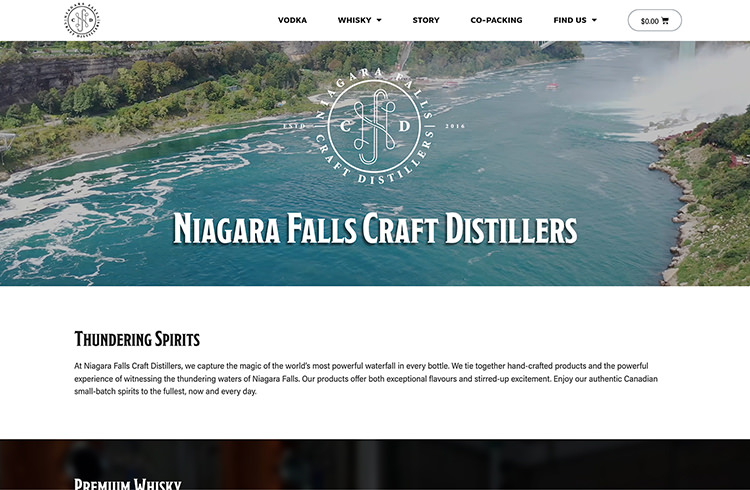 NIAGARA FALLS
C D
CRAFT DISTILLERS
VODKA
WHISKY
STORY
CO-PACKING
FIND US
$0.00
NIAGARA FALLS
ESTD C D 2016
CRAFT DISTILLERS
NIAGARA FALLS CRAFT DISTILLERS
THUNDERING SPIRITS
At Niagara Falls Craft Distillers, we capture the magic of the world's most powerful waterfall in every bottle. We tie together hand-crafted products and the powerful
experience of witnessing the thundering waters of Niagara Falls. Our products offer both exceptional flavours and stirred-up excitement. Enjoy our authentic Canadian
small-batch spirits to the fullest, now and every day.
PREMIUM WHISKY